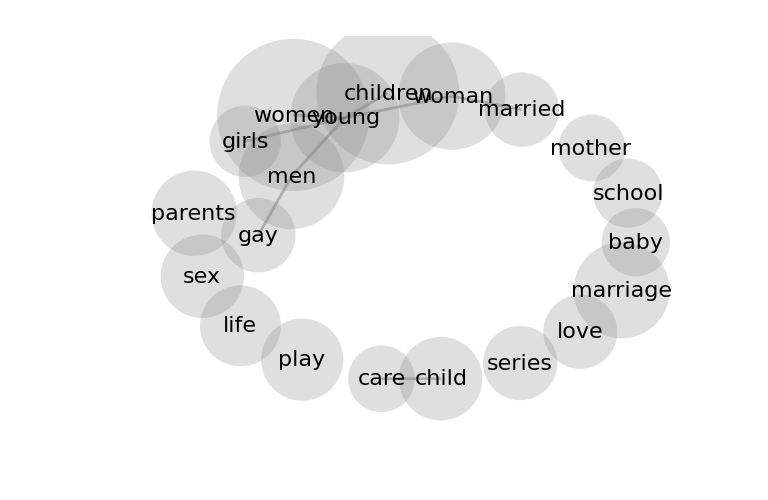 children
woman
married
women
young
girls
mother
men
school
parents
gay
baby
sex
marriage
life
love
play
series
care
child